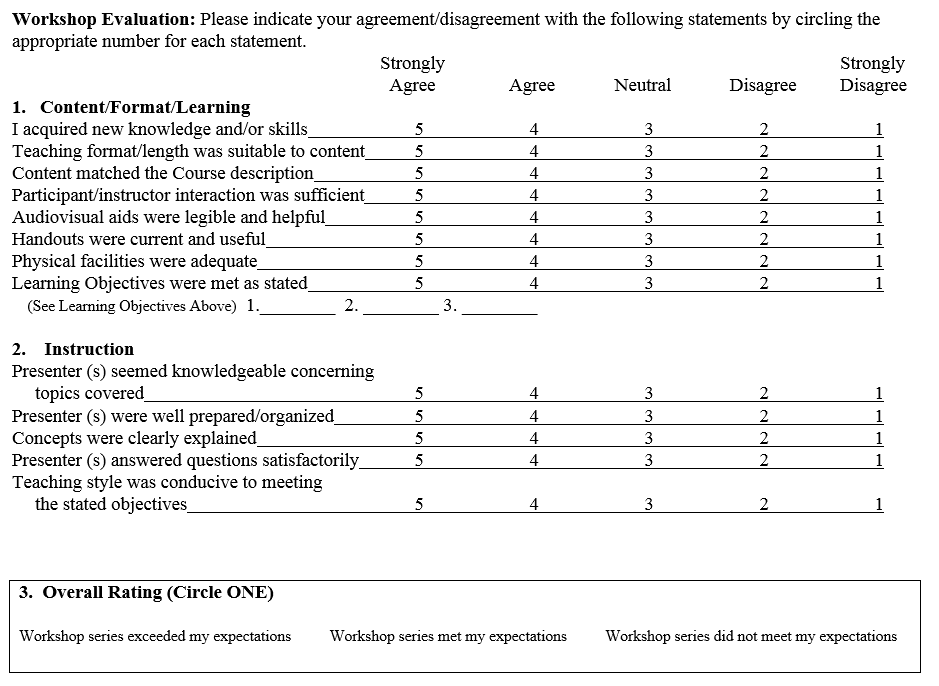 Workshop Evaluation: Please indicate your agreement/disagreement with the following statements by circling the
appropriate number for each statement.
Strongly Agree Agree Neutral Disagree Strongly Disagree
1. Content/Format/Learning
I acquired new knowledge and/or skills 5 4 3 2 1
Teaching format/length was suitable to content 5 4 3 2 1
Content matched the Course description 5 4 3 2 1
Participant/instructor interaction was sufficient 5 4 3 2 1
Audiovisual aids were legible and helpful 5 4 3 2 1
Handouts were current and useful 5 4 3 2 1
Physical facilities were adequate 5 4 3 2 1
Learning Objectives were met as stated 5 4 3 2 1
(See Learning Objectives Above) 1.__________ 2. __________ 3. __________
2. Instruction
Presenter (s) seemed knowledgeable concerning
topics covered 5 4 3 2 1
Presenter (s) were well prepared/organized 5 4 3 2 1
Concepts were clearly explained 5 4 3 2 1
Presenter (s) answered questions satisfactorily 5 4 3 2 1
Teaching style was conducive to meeting
the stated objectives 5 4 3 2 1
3. Overall Rating (Circle ONE)
Workshop series exceeded my expectations Workshop series met my expectations Workshop series did not meet my expectations